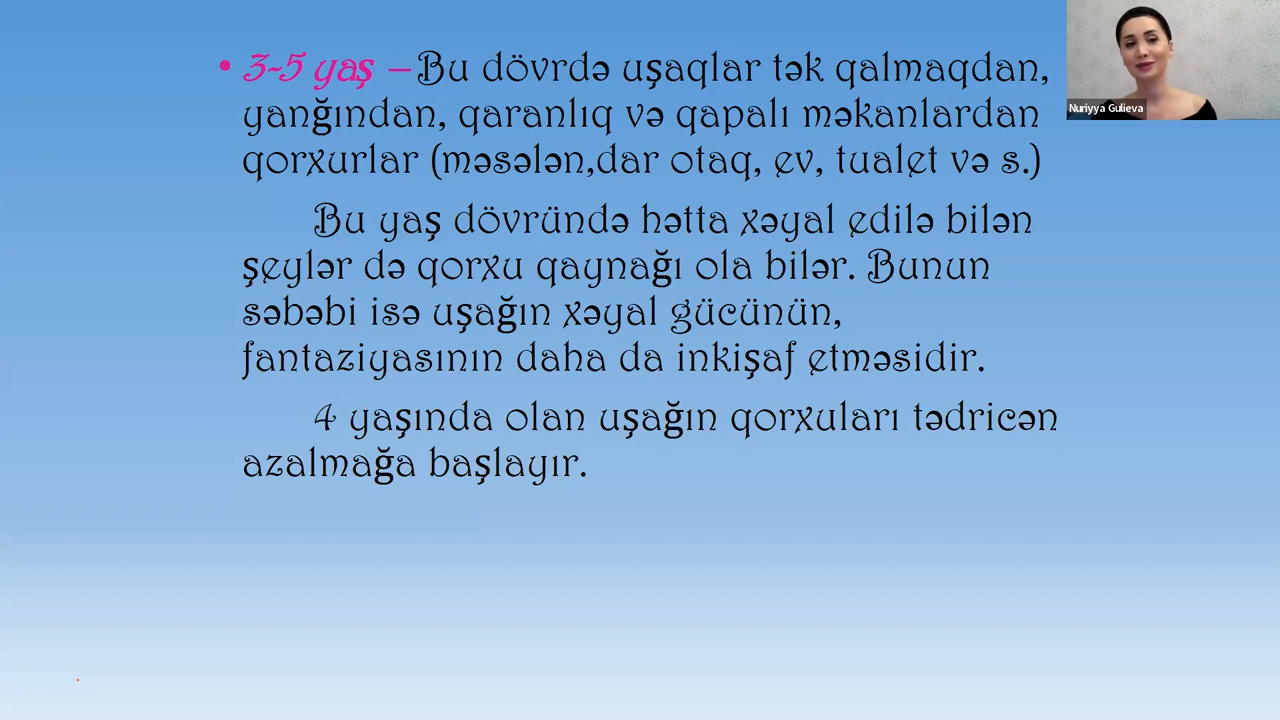 • 3-5 yaş – Bu dövrdə uşaqlar tək qalmaqdan,
yanğından, qaranlıq və qapalı məkanlardan
qorxurlar (məsələn,dar otaq, ev, tualet və s.)
Bu yaş dövründə hətta xəyal edilə bilən
şeylər də qorxu qaynağı ola bilər. Bunun
səbəbi isə uşağın xəyal gücünün,
fantaziyasının daha da inkişaf etməsidir.
4 yaşında olan uşağın qorxuları tədricən
azalmağa başlayır.
Nuriyya Gulieva